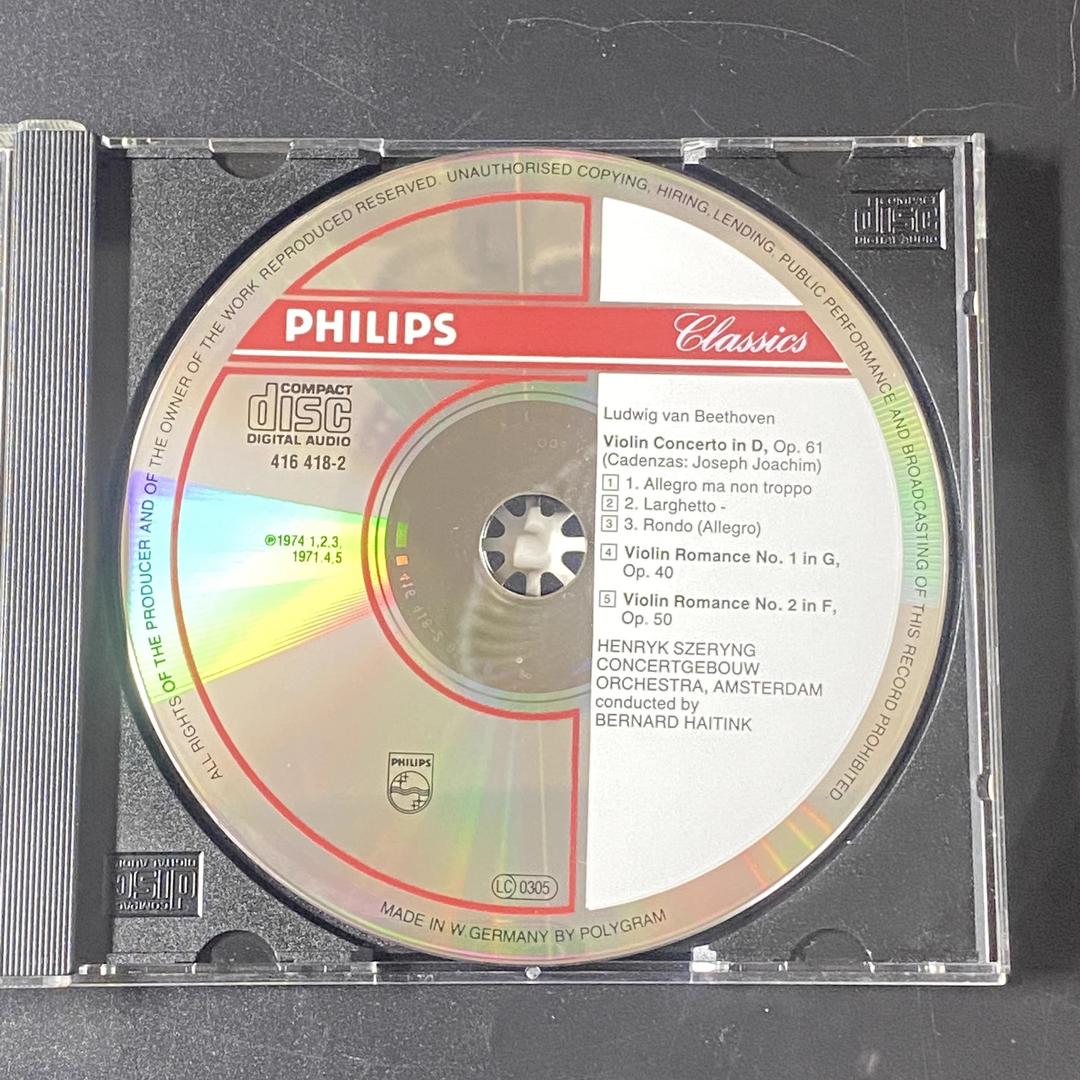 ALL RIGHTS OF THE PRODUCER AND OF THE OWNER OF THE WORK REPRODUCED RESERVED. UNAUTHORISED COPYING, HIRING, LENDING, PUBLIC PERFORMANCE AND BROADCASTING OF THIS RECORD PROHIBITED
COMPACT
disc
DIGITAL AUDIO
PHILIPS
Classics
COMPACT
disc
DIGITAL AUDIO
416 418-2
℗1974 1,2,3,
1971.4,5
Ludwig van Beethoven
Violin Concerto in D, Op. 61
(Cadenzas: Joseph Joachim)
1 1. Allegro ma non troppo
2 2. Larghetto -
3 3. Rondo (Allegro)
4 Violin Romance No. 1 in G,
Op. 40
5 Violin Romance No. 2 in F,
Op. 50
HENRYK SZERYNG
CONCERTGEBOUW
ORCHESTRA, AMSTERDAM
conducted by
BERNARD HAITINK
PHILIPS
LC 0305
MADE IN W.GERMANY BY POLYGRAM
COMPACT
disc
DIGITAL AUDIO